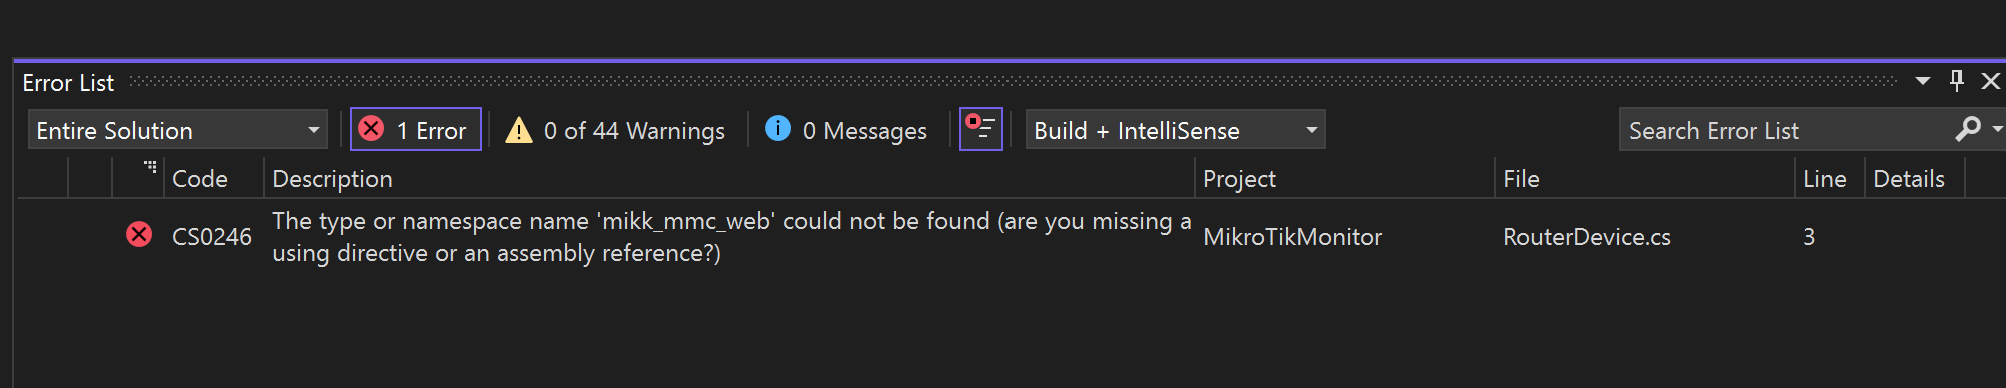 Error List
Entire Solution
1 Error
0 of 44 Warnings
0 Messages
Build + IntelliSense
Search Error List
Code Description Project File Line Details
CS0246 The type or namespace name 'mikk_mmc_web' could not be found (are you missing a MikroTikMonitor RouterDevice.cs 3
using directive or an assembly reference?)